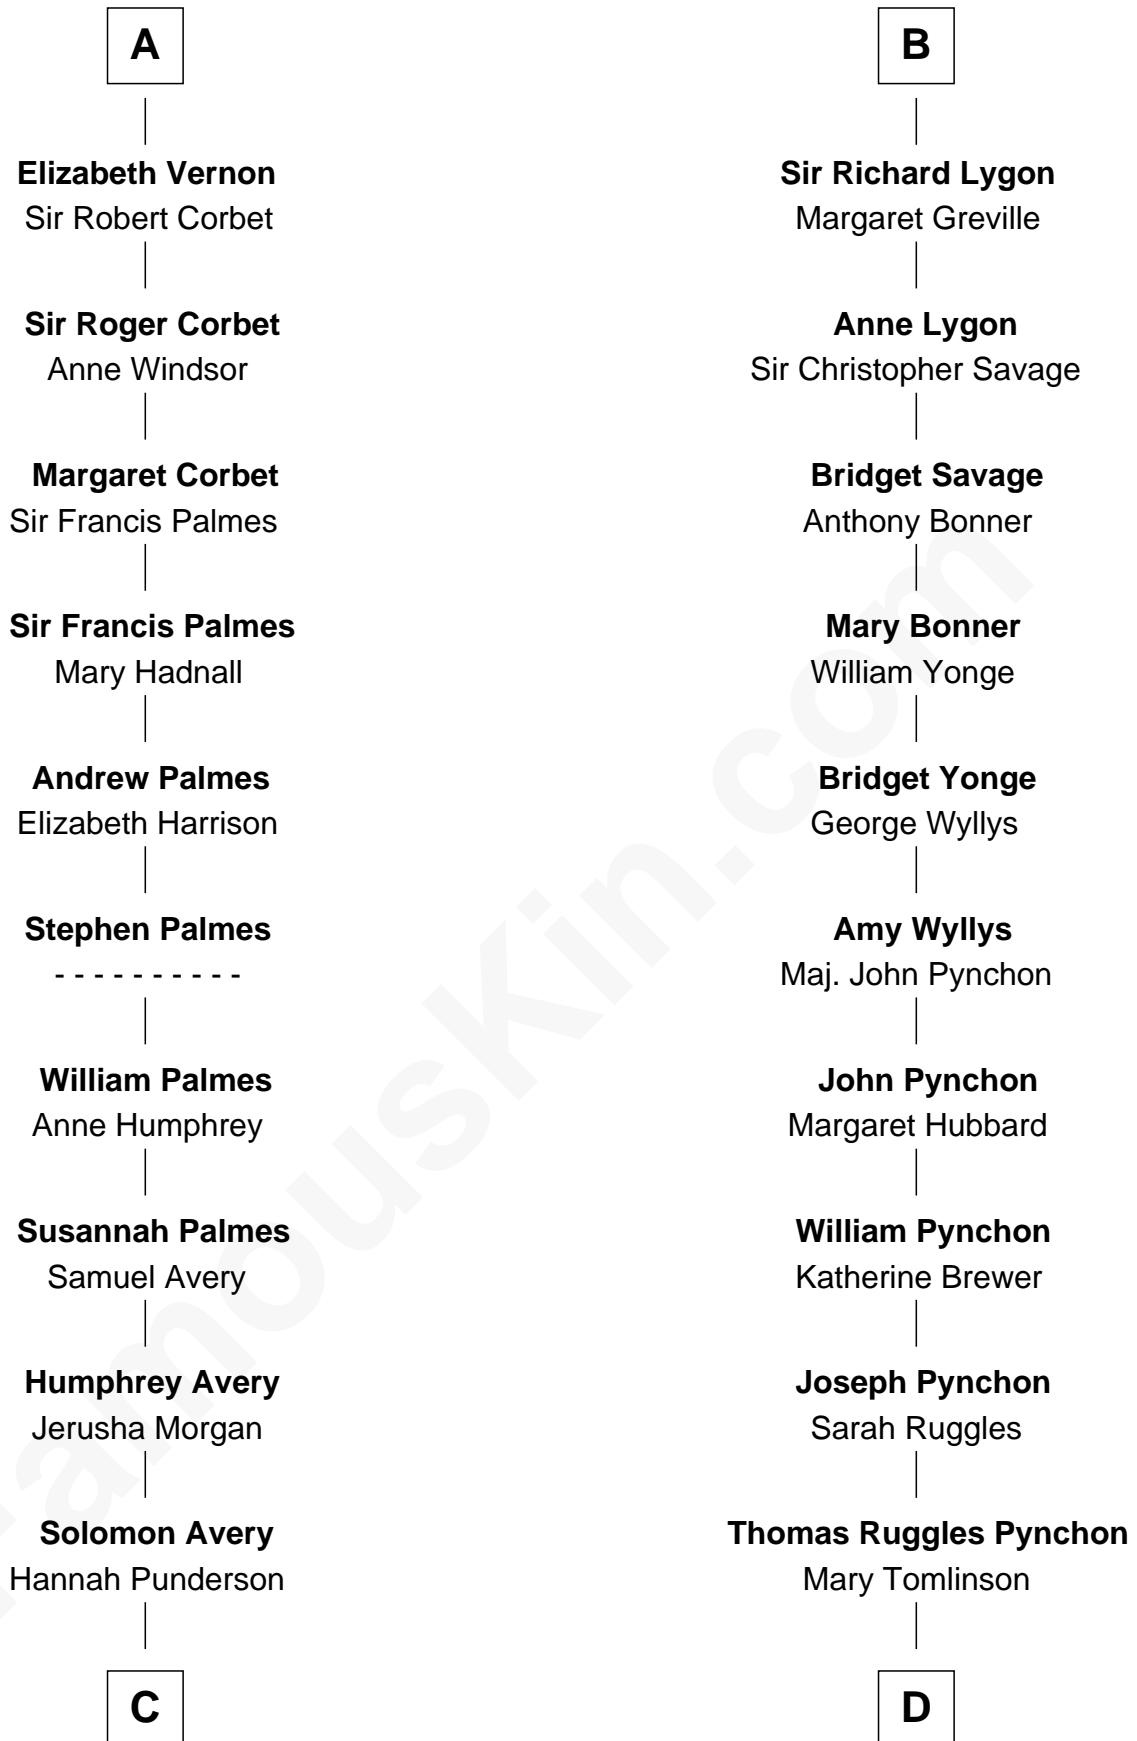 A
Elizabeth Vernon
Sir Robert Corbet
Sir Roger Corbet
Anne Windsor
Margaret Corbet
Sir Francis Palmes
Sir Francis Palmes
Mary Hadnall
Andrew Palmes
Elizabeth Harrison
Stephen Palmes
- - - - - - - - - -
William Palmes
Anne Humphrey
Susannah Palmes
Samuel Avery
Humphrey Avery
Jerusha Morgan
Solomon Avery
Hannah Punderson
C
B
Sir Richard Lygon
Margaret Greville
Anne Lygon
Sir Christopher Savage
Bridget Savage
Anthony Bonner
Mary Bonner
William Yonge
Bridget Yonge
George Wyllys
Amy Wyllys
Maj. John Pynchon
John Pynchon
Margaret Hubbard
William Pynchon
Katherine Brewer
Joseph Pynchon
Sarah Ruggles
Thomas Ruggles Pynchon
Mary Tomlinson
D
FamousKin.com